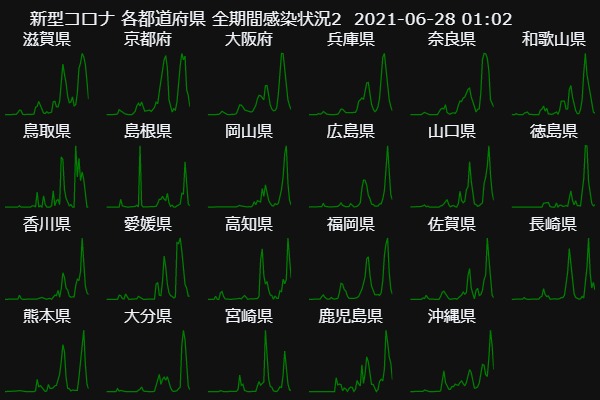 新型コロナ 各都道府県 全期間感染状況2 2021-06-28 01:02
滋賀県 京都府 大阪府 兵庫県 奈良県 和歌山県
鳥取県 島根県 岡山県 広島県 山口県 徳島県
香川県 愛媛県 高知県 福岡県 佐賀県 長崎県
熊本県 大分県 宮崎県 鹿児島県 沖縄県